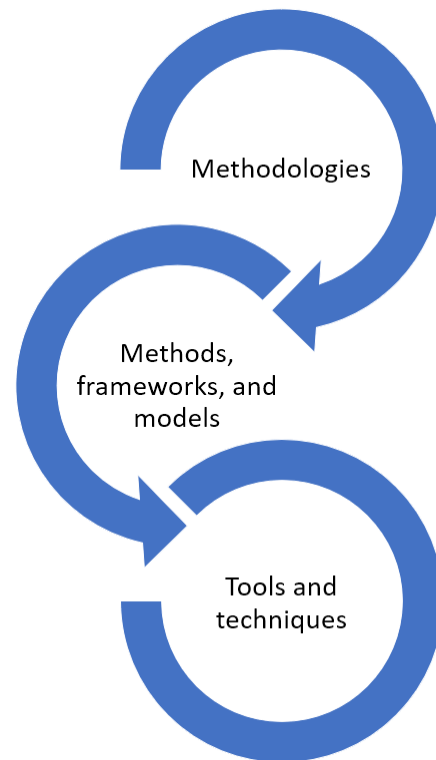 Methodologies
Methods,
frameworks, and
models
Tools and
techniques